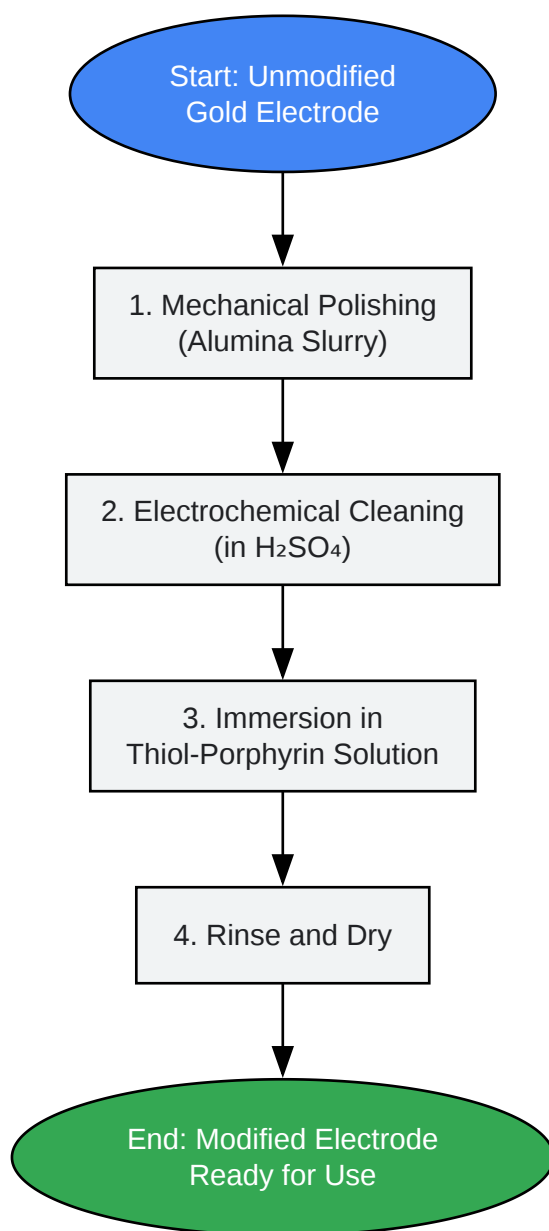 Start: Unmodified
Gold Electrode
1. Mechanical Polishing
(Alumina Slurry)
2. Electrochemical Cleaning
(in H₂SO₄)
3. Immersion in
Thiol-Porphyrin Solution
4. Rinse and Dry
End: Modified Electrode
Ready for Use